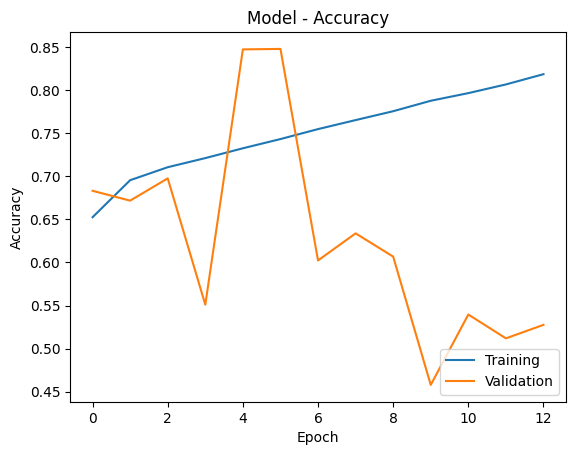 Model - Accuracy
Accuracy
0.85
0.80
0.75
0.70
0.65
0.60
0.55
0.50
0.45
Training
Validation
0 2 4 6 8 10 12
Epoch